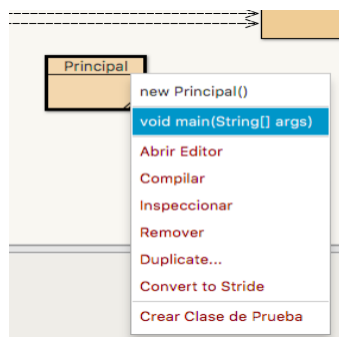 Principal
new Principal()
void main(String[] args)
Abrir Editor
Compilar
Inspeccionar
Remover
Duplicate...
Convert to Stride
Crear Clase de Prueba